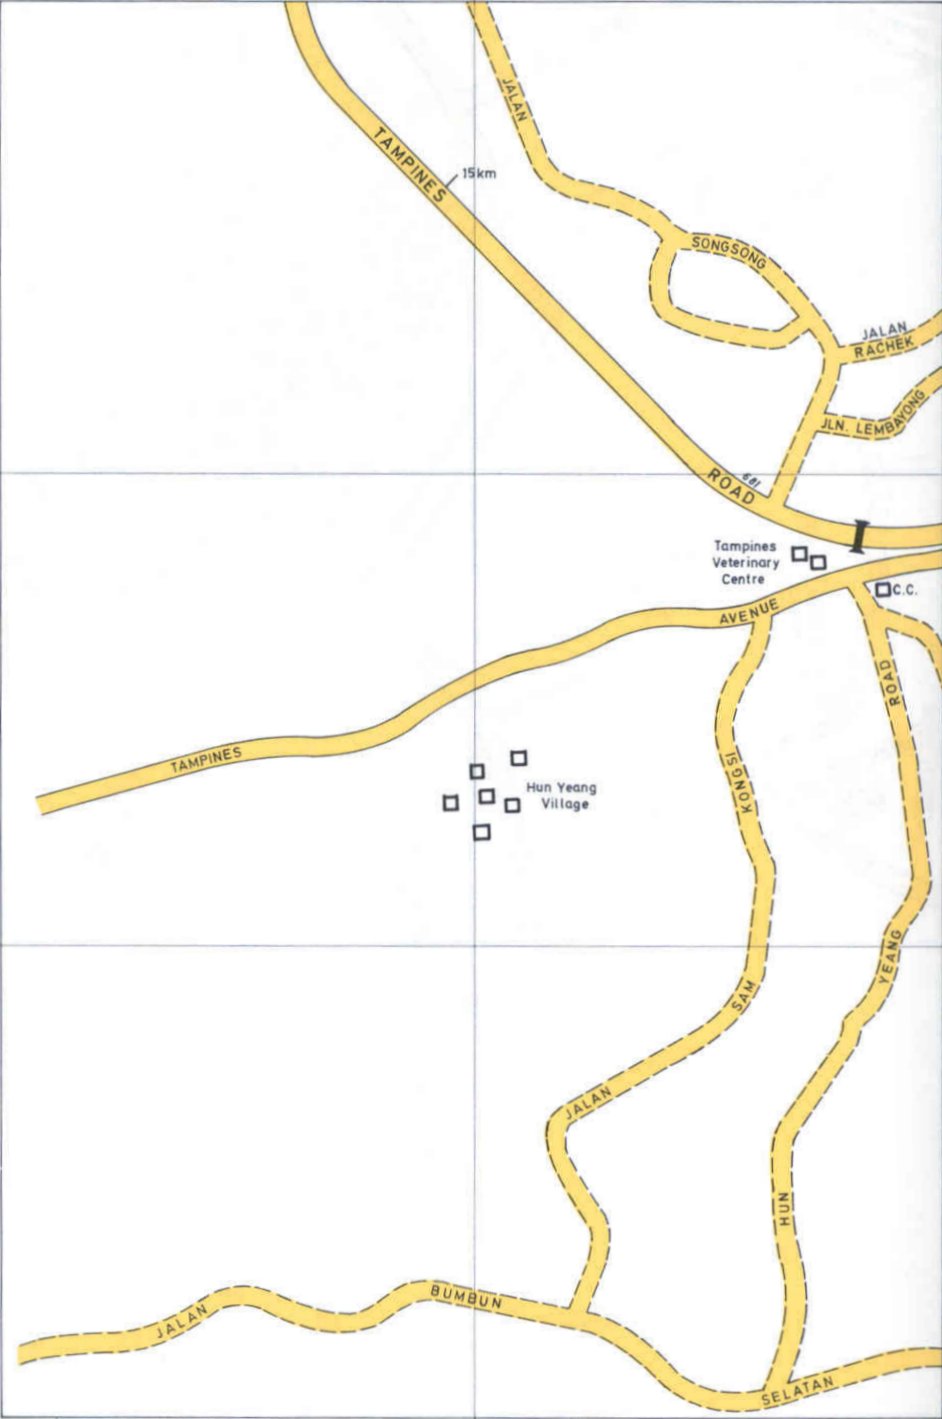 JALAN
TAMPINES
15km
SONGSONG
JALAN
RACHEK
JLN. LEMBAYONG
ROAD
681
Tampines
Veterinary
Centre
C.C.
AVENUE
ROAD
TAMPINES
KONGSI
Hun Yeang
Village
YEANG
SAM
JALAN
HUN
BUMBUN
JALAN
SELATAN